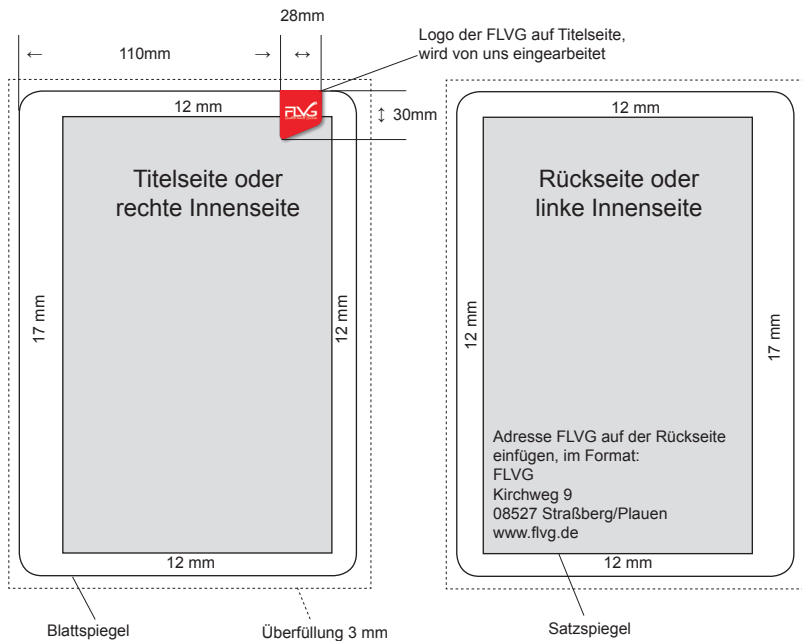 28mm
← 110mm → ↔
Logo der FLVG auf Titelseite,
wird von uns eingearbeitet
12 mm
FLVG
↕ 30mm
Titelseite oder
rechte Innenseite
17 mm
12 mm
12 mm
Blattspiegel
Überfüllung 3 mm
12 mm
Rückseite oder
linke Innenseite
12 mm
17 mm
Adresse FLVG auf der Rückseite
einfügen, im Format:
FLVG
Kirchweg 9
08527 Straßberg/Plauen
www.flvg.de
12 mm
Satzspiegel